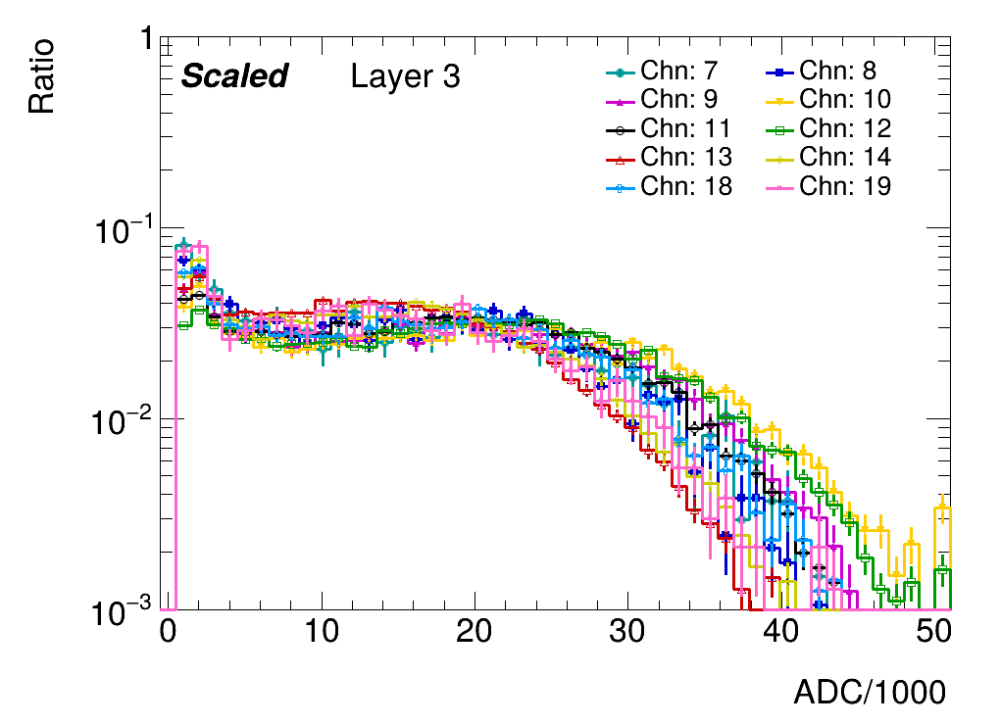 Ratio
1
10⁻¹
10⁻²
10⁻³
Scaled Layer 3
Chn: 7 Chn: 8
Chn: 9 Chn: 10
Chn: 11 Chn: 12
Chn: 13 Chn: 14
Chn: 18 Chn: 19
0 10 20 30 40 50
ADC/1000